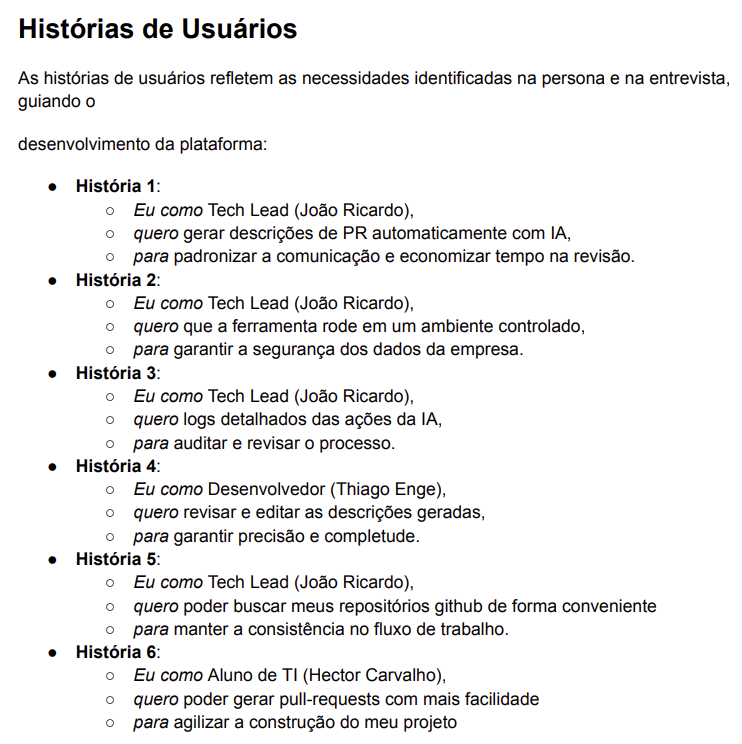 Histórias de Usuários
As histórias de usuários refletem as necessidades identificadas na persona e na entrevista,
guiando o
desenvolvimento da plataforma:
● História 1:
○ Eu como Tech Lead (João Ricardo),
○ quero gerar descrições de PR automaticamente com IA,
○ para padronizar a comunicação e economizar tempo na revisão.
● História 2:
○ Eu como Tech Lead (João Ricardo),
○ quero que a ferramenta rode em um ambiente controlado,
○ para garantir a segurança dos dados da empresa.
● História 3:
○ Eu como Tech Lead (João Ricardo),
○ quero logs detalhados das ações da IA,
○ para auditar e revisar o processo.
● História 4:
○ Eu como Desenvolvedor (Thiago Enge),
○ quero revisar e editar as descrições geradas,
○ para garantir precisão e completude.
● História 5:
○ Eu como Tech Lead (João Ricardo),
○ quero poder buscar meus repositórios github de forma conveniente
○ para manter a consistência no fluxo de trabalho.
● História 6:
○ Eu como Aluno de TI (Hector Carvalho),
○ quero poder gerar pull-requests com mais facilidade
○ para agilizar a construção do meu projeto